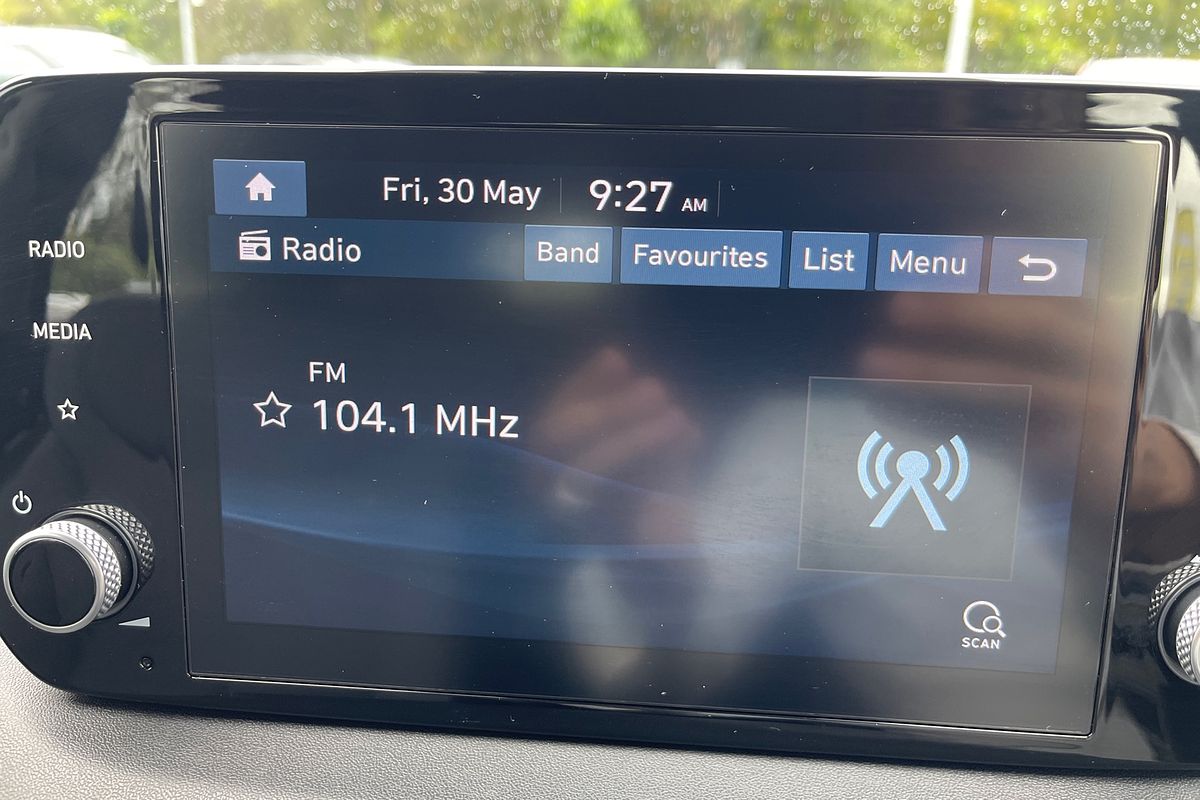 Fri, 30 May 9:27 AM
RADIO
Radio Band Favourites List Menu
MEDIA
FM
104.1 MHz
SCAN